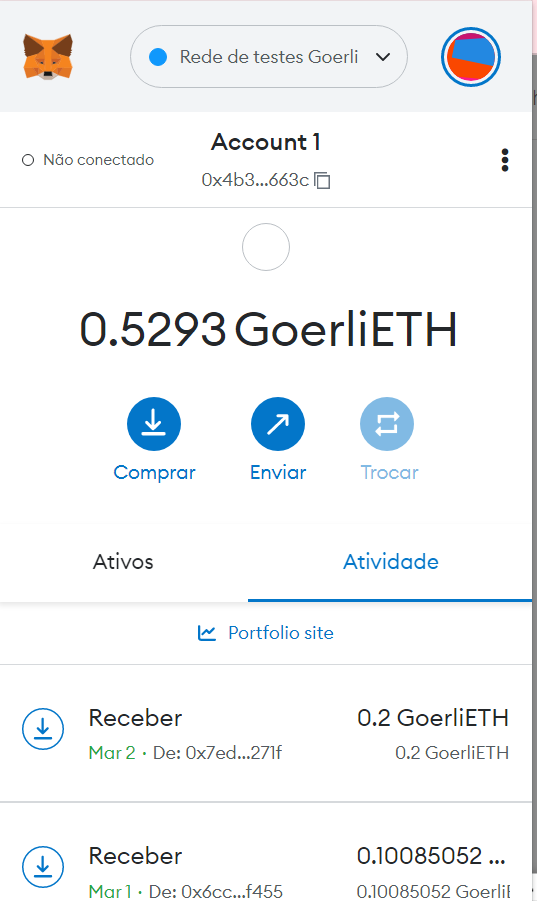 Rede de testes Goerli
Account 1
Não conectado
0x4b3...663c
0.5293 GoerliETH
Comprar
Enviar
Trocar
Ativos
Atividade
Portfolio site
Receber
0.2 GoerliETH
Mar 2 · De: 0x7ed...271f
0.2 GoerliETH
Receber
0.10085052 ...
Mar 1 · De: 0x6cc...f455
0.10085052 GoerliE